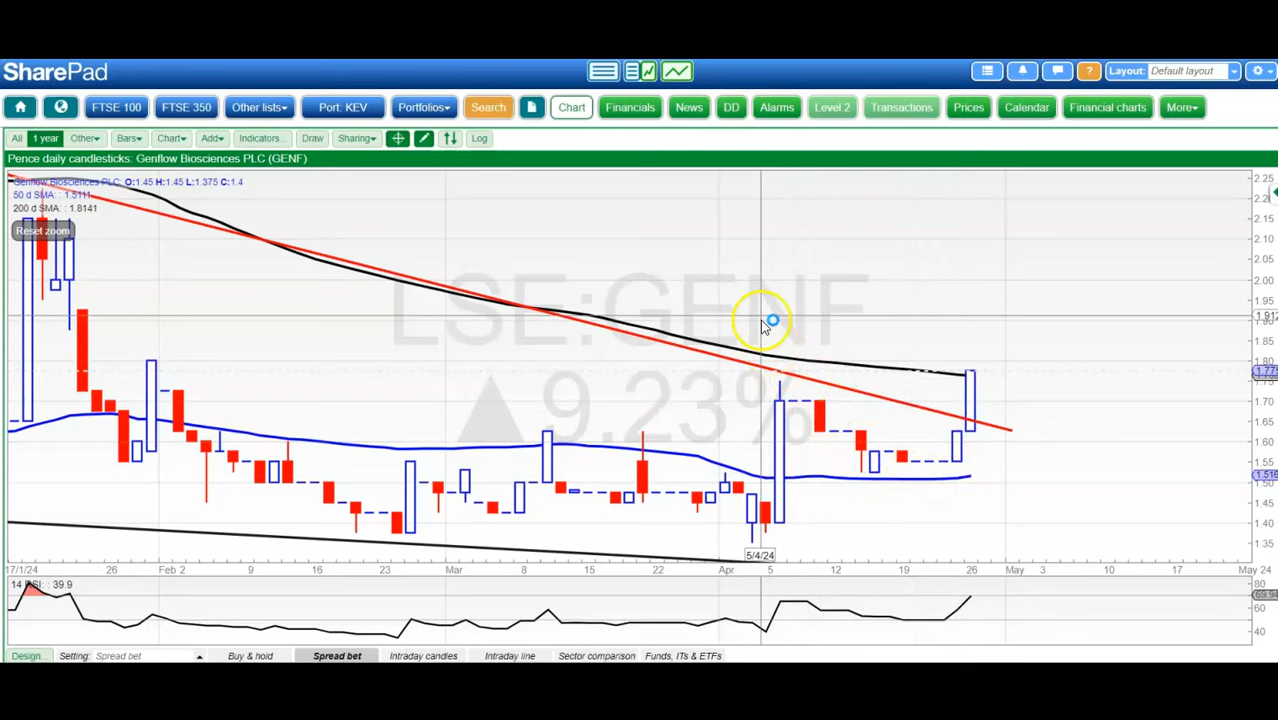 SharePad
Layout: Default layout
FTSE 100 FTSE 350 Other lists Port: KEV Portfolios Search Chart Financials News DD Alarms Level 2 Transactions Prices Calendar Financial charts More
All 1 year Other Bars Chart Add Indicators... Draw Sharing Log
Pence daily candlesticks: Genflow Biosciences PLC (GENF)
Genflow Biosciences PLC: O:1.45 H:1.45 L:1.375 C:1.4
50 d SMA: : 1.5111
200 d SMA: : 1.8141
Reset zoom
LSE:GENF
▲9.23%
2.25
2.2
2.15
2.10
2.05
2.00
1.95
1.912
1.90
1.85
1.80
1.775
1.70
1.65
1.60
1.55
1.516
1.50
1.45
1.40
1.35
5/4/24
17/1/24 26 Feb 2 9 16 23 Mar 8 15 22 Apr 5 12 19 26 May 3 10 17 May 24
14 RSI: : 39.9
80
69.94
60
40
Design... Setting: Spread bet Buy & hold Spread bet Intraday candles Intraday line Sector comparison Funds, ITs & ETFs